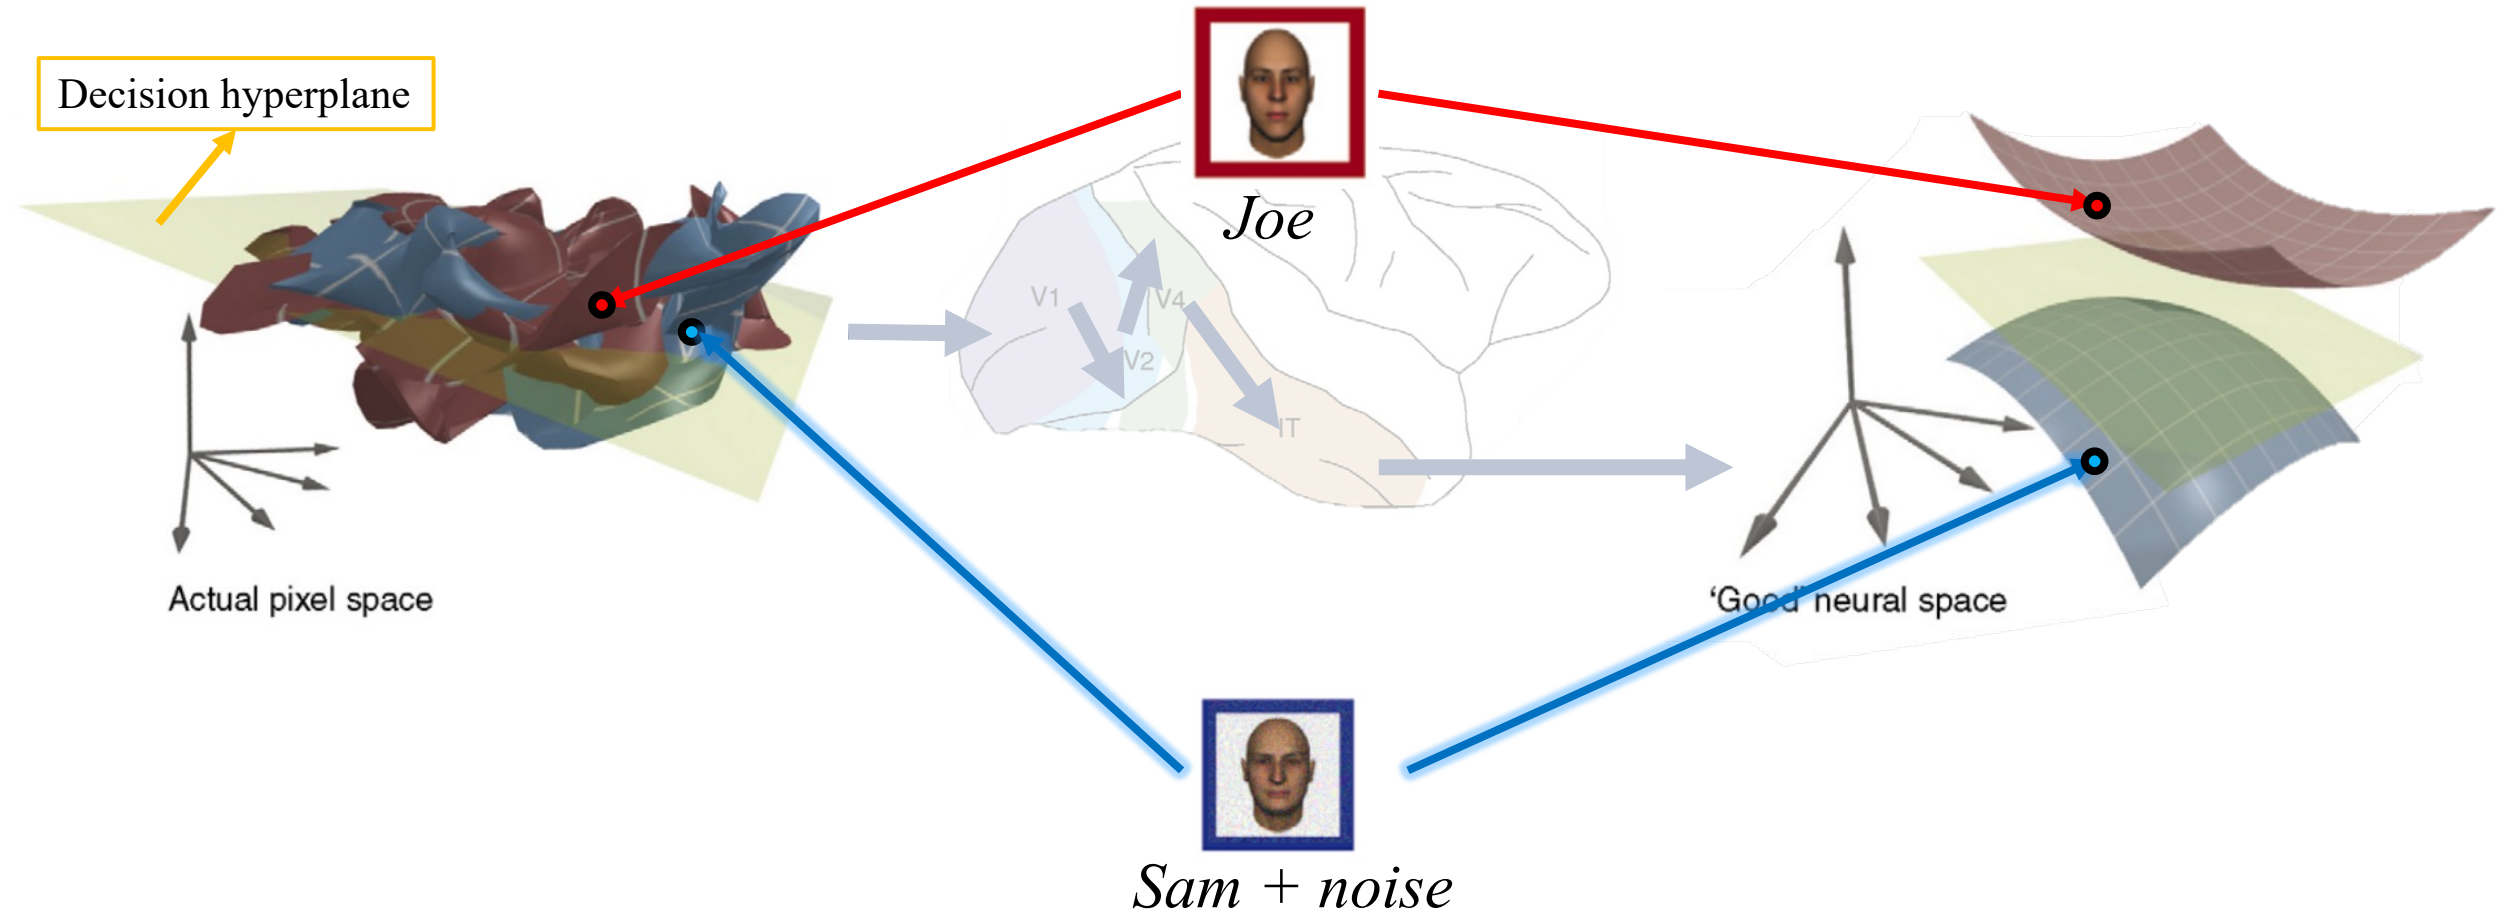 Decision hyperplane
Joe
V1
V4
V2
IT
Actual pixel space
‘Good’ neural space
Sam + noise